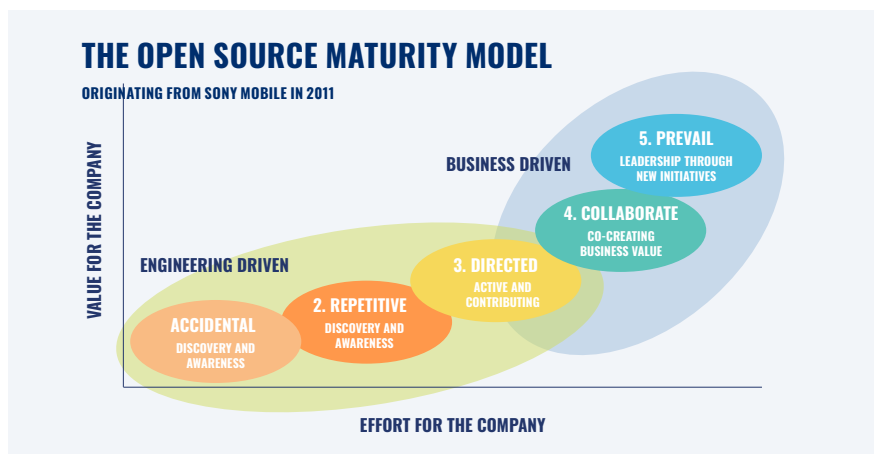 THE OPEN SOURCE MATURITY MODEL
ORIGINATING FROM SONY MOBILE IN 2011
VALUE FOR THE COMPANY
BUSINESS DRIVEN
5. PREVAIL
LEADERSHIP THROUGH
NEW INITIATIVES
4. COLLABORATE
CO-CREATING
BUSINESS VALUE
ENGINEERING DRIVEN
3. DIRECTED
ACTIVE AND
CONTRIBUTING
2. REPETITIVE
DISCOVERY AND
AWARENESS
ACCIDENTAL
DISCOVERY AND
AWARENESS
EFFORT FOR THE COMPANY